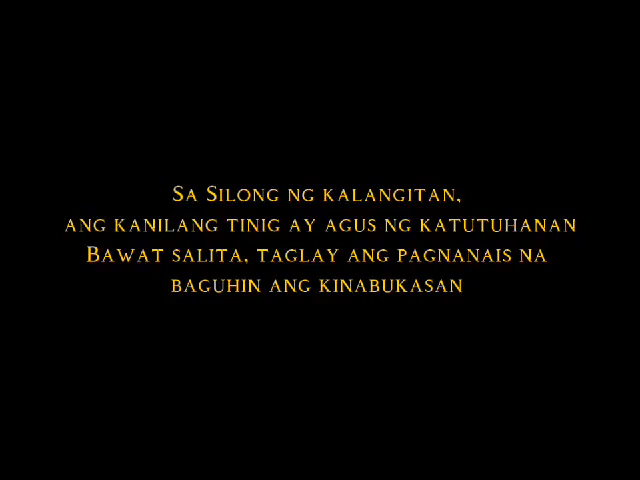 Sa Silong ng kalangitan,
ang kanilang tinig ay agus ng katutuhanan
Bawat salita, taglay ang pagnanais na
baguhin ang kinabukasan